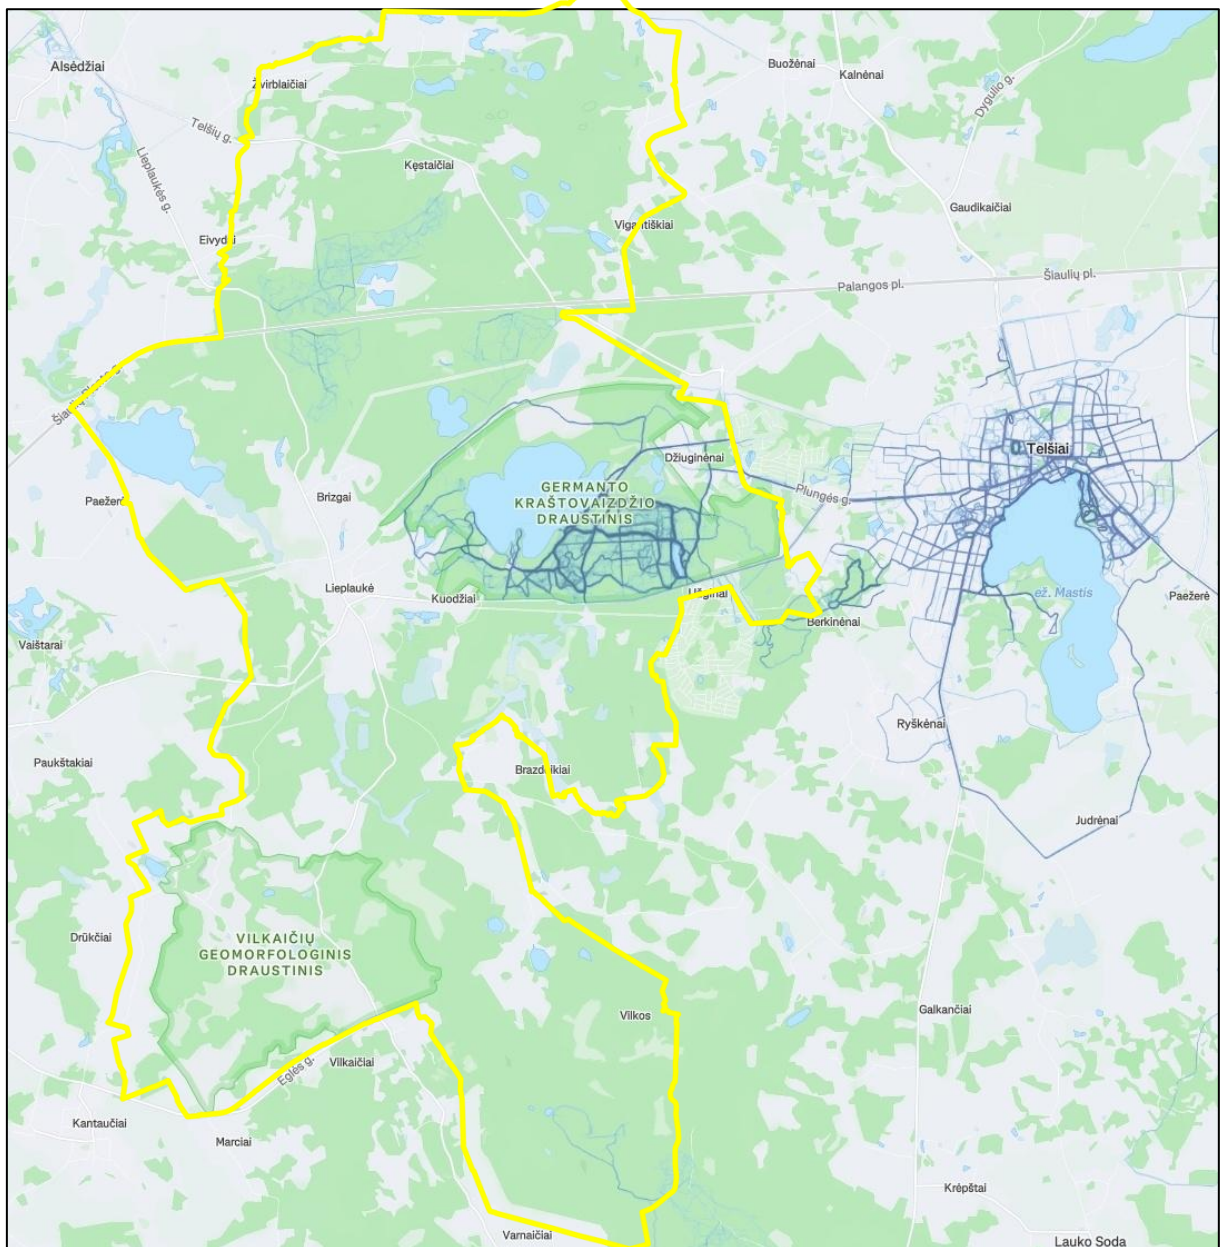 Alsėdžiai
Žvirblaičiai
Buožėnai
Kalnėnai
Dygulio g.
Telšių g.
Lieplaukės g.
Kęstaičiai
Gaudikaičiai
Vigantiškiai
Šiaulių pl.
Palangos pl.
Telšiai
Džiuginėnai
Plungės g.
GERMANTO
KRAŠTOVAIZDŽIO
DRAUSTINIS
Brizgai
Lieplaukė
Kuodžiai
ež. Mastis
Paežerė
Berkinėnai
Vaištarai
Ryškėnai
Paukštakiai
Brazdeikiai
Judrėnai
Drūkčiai
VILKAIČIŲ
GEOMORFOLOGINIS
DRAUSTINIS
Vilkos
Galkančiai
Vilkaičiai
Eglės g.
Kantaučiai
Marciai
Krėpštai
Varnaičiai
Lauko Soda